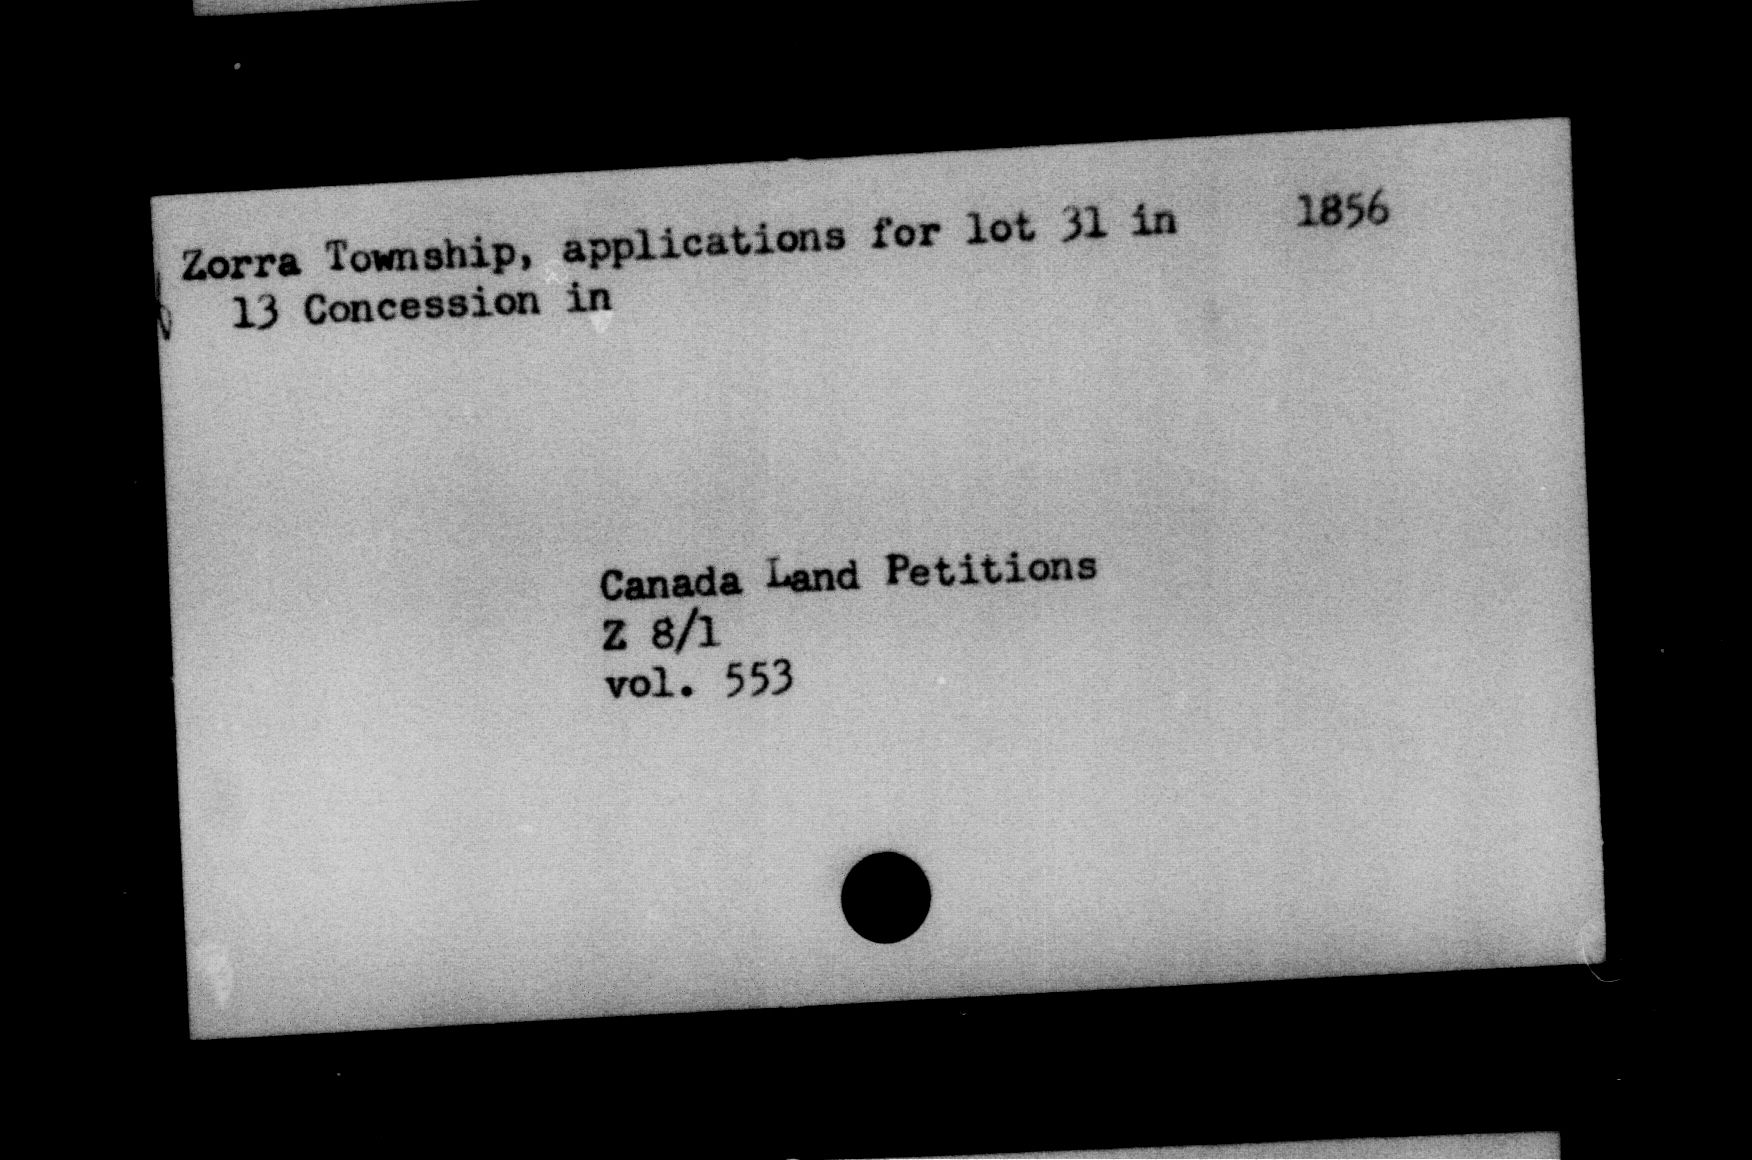 Zorra Township, applications for lot 31 in 1856
13 Concession in
Canada Land Petitions
Z 8/1
vol. 553